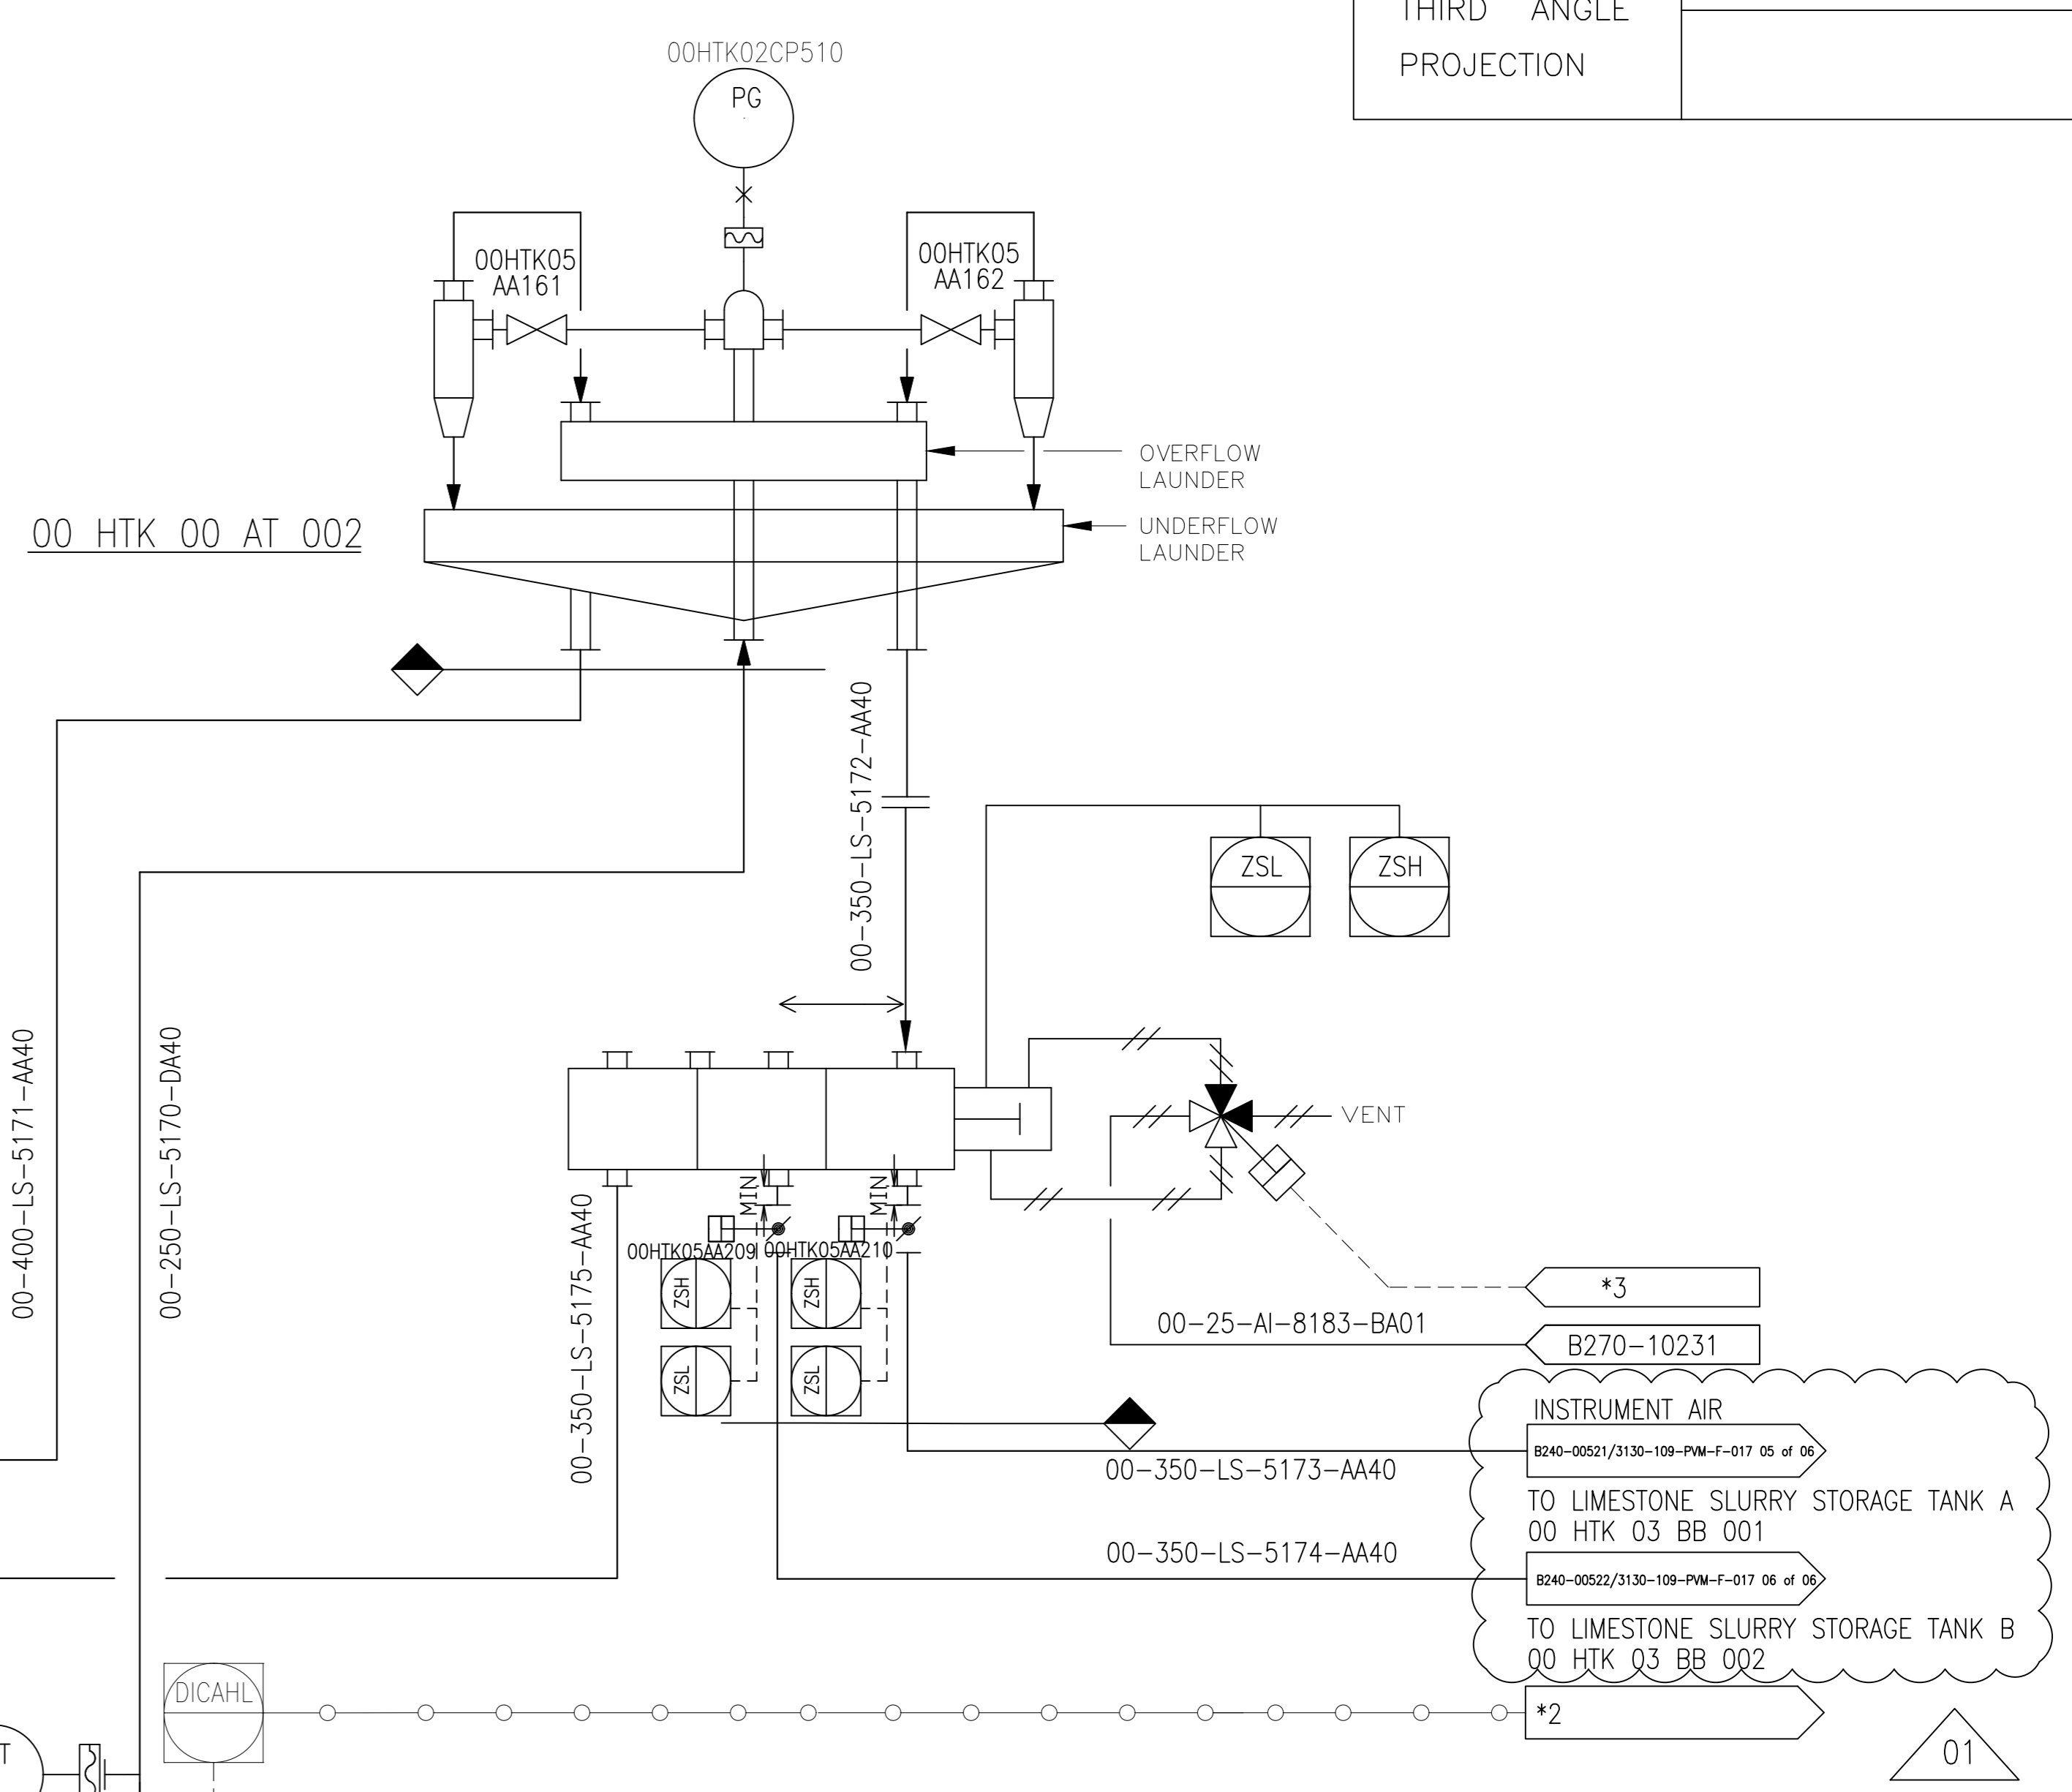 THIRD ANGLE
PROJECTION
00HTK02CP510
PG
00HTK05
AA161
00HTK05
AA162
OVERFLOW
LAUNDER
UNDERFLOW
LAUNDER
00 HTK 00 AT 002
00-350-LS-5172-AA40
ZSL
ZSH
00-400-LS-5171-AA40
00-250-LS-5170-DA40
VENT
MIN
MIN
00-350-LS-5175-AA40
00HTK05AA209
00HTK05AA210
ZSH
ZSH
ZSL
ZSL
*3
00-25-AI-8183-BA01
B270-10231
INSTRUMENT AIR
B240-00521/3130-109-PVM-F-017 05 of 06
00-350-LS-5173-AA40
TO LIMESTONE SLURRY STORAGE TANK A
00 HTK 03 BB 001
00-350-LS-5174-AA40
B240-00522/3130-109-PVM-F-017 06 of 06
TO LIMESTONE SLURRY STORAGE TANK B
00 HTK 03 BB 002
DICAHL
*2
T
01